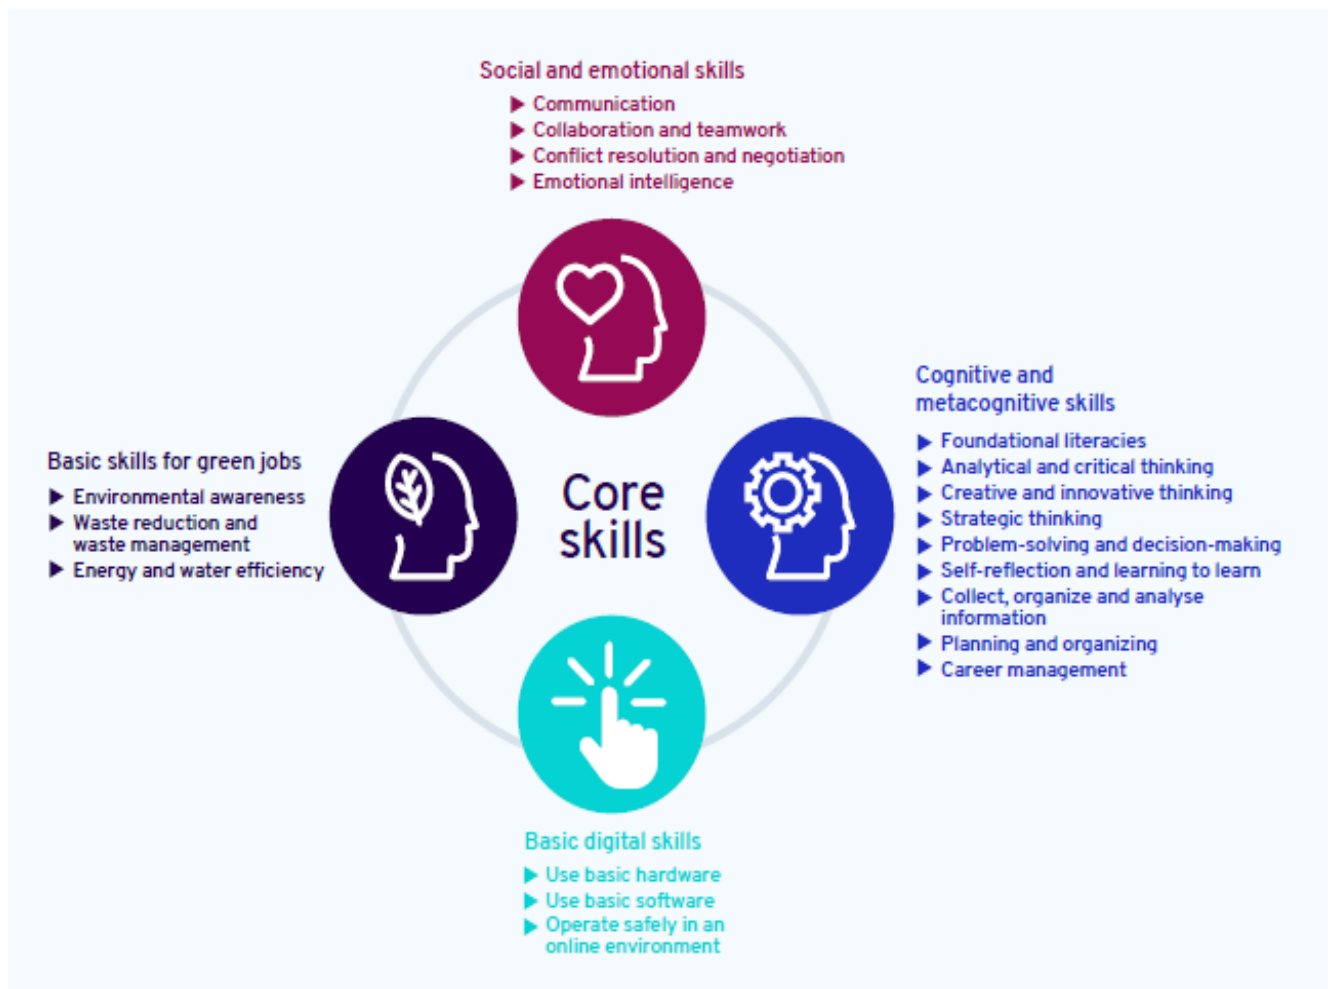 Social and emotional skills
Communication
Collaboration and teamwork
Conflict resolution and negotiation
Emotional intelligence
Cognitive and
metacognitive skills
Foundational literacies
Analytical and critical thinking
Creative and innovative thinking
Strategic thinking
Problem-solving and decision-making
Self-reflection and learning to learn
Collect, organize and analyse
information
Planning and organizing
Career management
Basic skills for green jobs
Environmental awareness
Waste reduction and
waste management
Energy and water efficiency
Core
skills
Basic digital skills
Use basic hardware
Use basic software
Operate safely in an
online environment